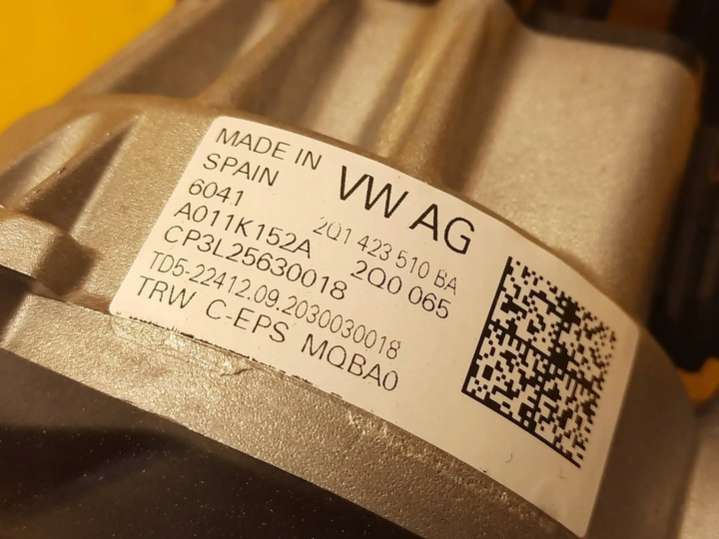 MADE IN
SPAIN
VW AG
6041
2Q1 423 510 BA
A011K152A
2Q0 065
CP3L25630018
TD5-22412.09.2030030018
TRW C-EPS MQBA0